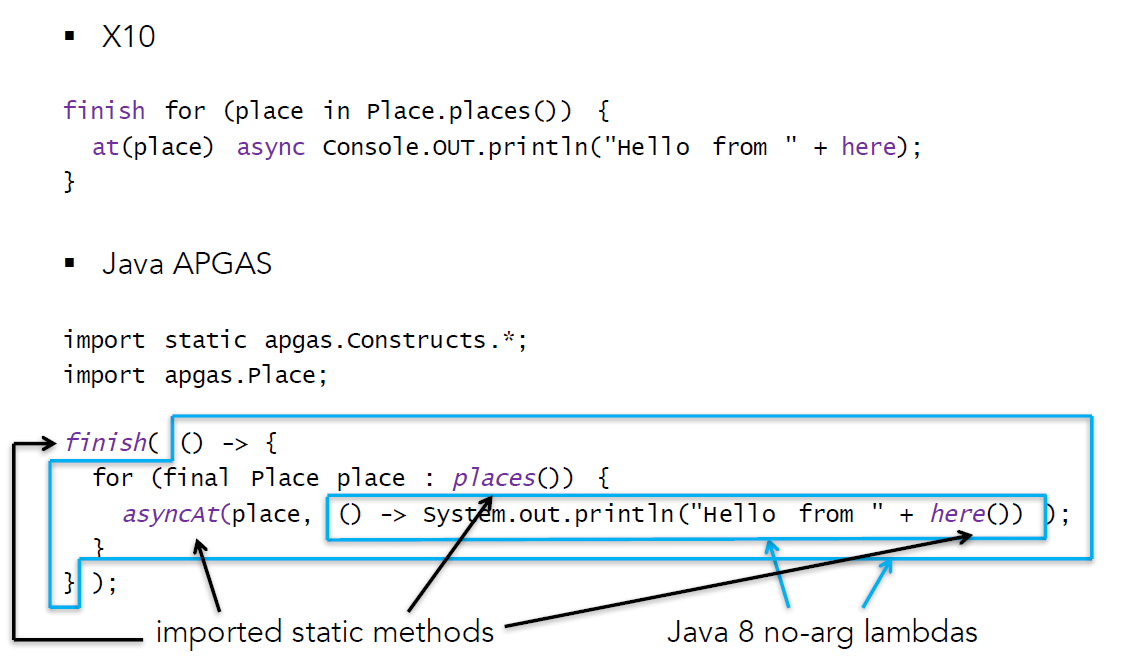 ▪ X10
finish for (place in Place.places()) {
  at(place) async Console.OUT.println("Hello from " + here);
}
▪ Java APGAS
import static apgas.Constructs.*;
import apgas.Place;
finish( () -> {
  for (final Place place : places()) {
    asyncAt(place, () -> System.out.println("Hello from " + here()) );
  }
} );
imported static methods
Java 8 no-arg lambdas